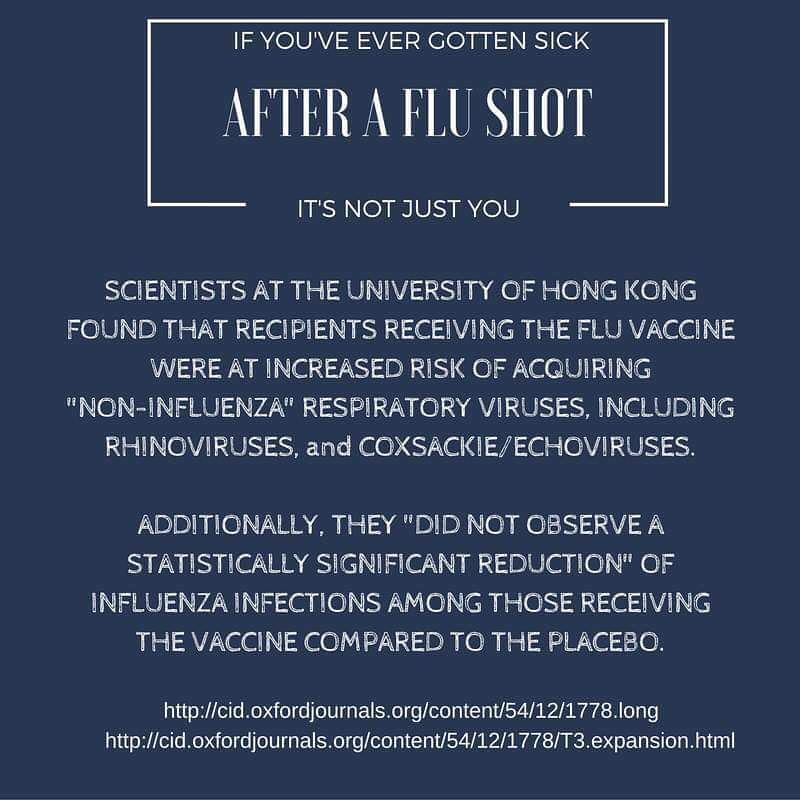 IF YOU'VE EVER GOTTEN SICK
AFTER A FLU SHOT
IT'S NOT JUST YOU
SCIENTISTS AT THE UNIVERSITY OF HONG KONG
FOUND THAT RECIPIENTS RECEIVING THE FLU VACCINE
WERE AT INCREASED RISK OF ACQUIRING
"NON-INFLUENZA" RESPIRATORY VIRUSES, INCLUDING
RHINOVIRUSES, and COXSACKIE/ECHOVIRUSES.
ADDITIONALLY, THEY "DID NOT OBSERVE A
STATISTICALLY SIGNIFICANT REDUCTION" OF
INFLUENZA INFECTIONS AMONG THOSE RECEIVING
THE VACCINE COMPARED TO THE PLACEBO.
http://cid.oxfordjournals.org/content/54/12/1778.long
http://cid.oxfordjournals.org/content/54/12/1778/T3.expansion.html